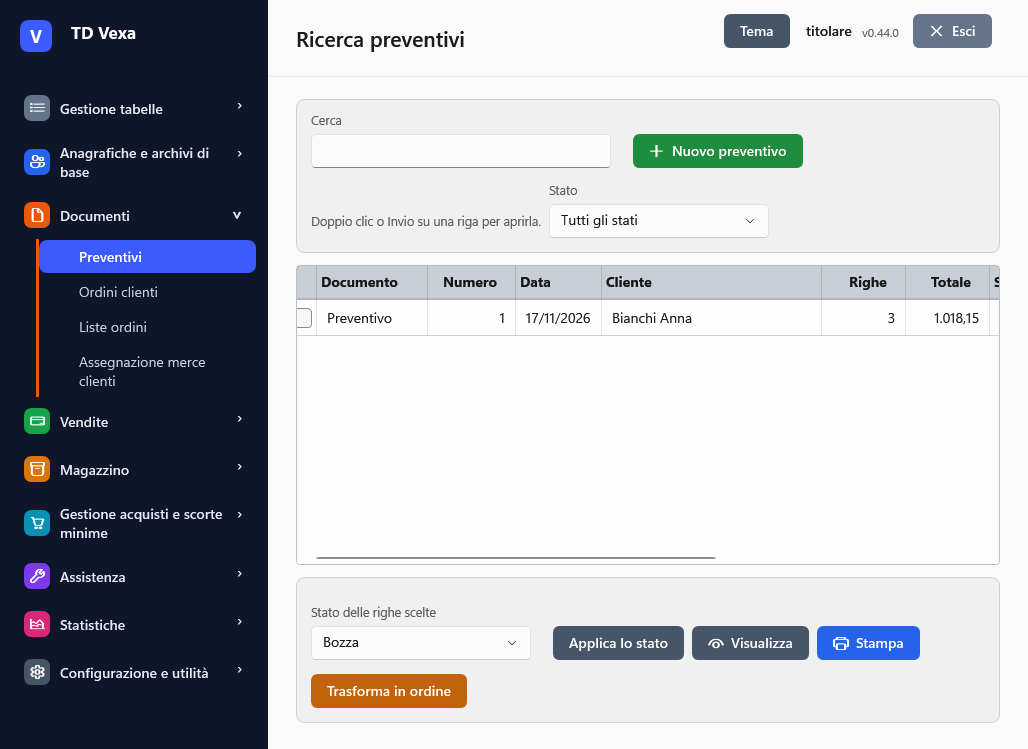 V
TD Vexa
Gestione tabelle
Anagrafiche e archivi di
base
Documenti
Preventivi
Ordini clienti
Liste ordini
Assegnazione merce
clienti
Vendite
Magazzino
Gestione acquisti e scorte
minime
Assistenza
Statistiche
Configurazione e utilità
Ricerca preventivi
Tema titolare v0.44.0 Esci
Cerca
Nuovo preventivo
Stato
Doppio clic o Invio su una riga per aprirla. Tutti gli stati
Documento Numero Data Cliente Righe Totale
Preventivo 1 17/11/2026 Bianchi Anna 3 1.018,15
Stato delle righe scelte
Bozza Applica lo stato Visualizza Stampa
Trasforma in ordine